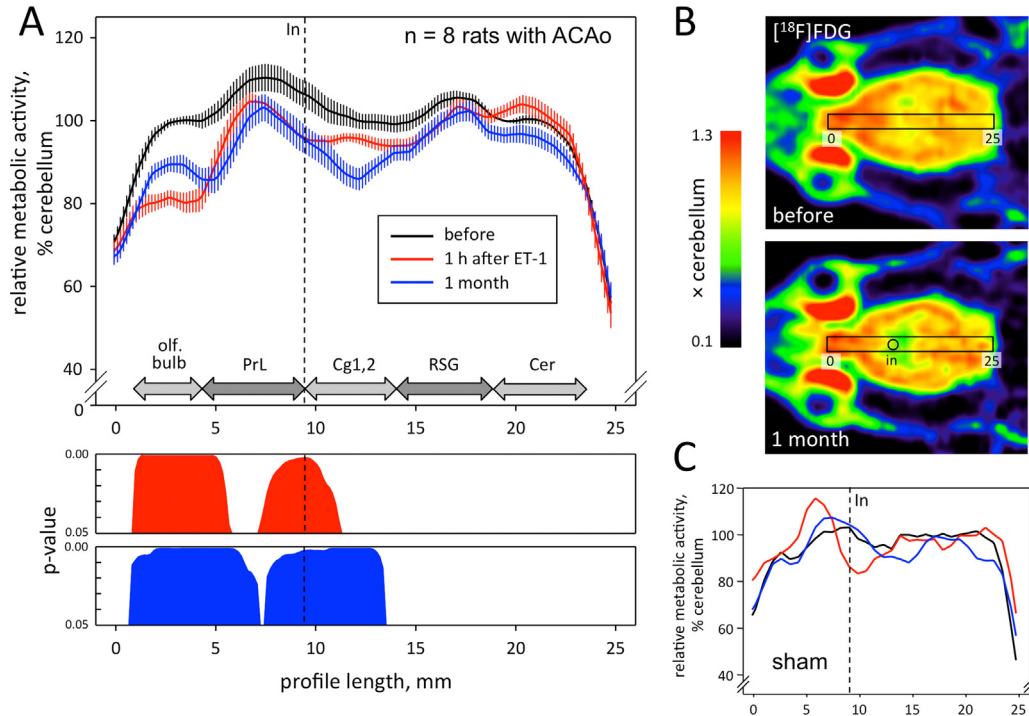 A
In
n = 8 rats with ACAo
120
100
80
60
40
0
relative metabolic activity,
% cerebellum
before
1 h after ET-1
1 month
olf.
bulb
PrL
Cg1,2
RSG
Cer
0
5
10
15
20
25
p-value
0.00
0.05
0.00
0.05
0
5
10
15
20
25
profile length, mm
B
[¹⁸F]FDG
0
25
before
1.3
× cerebellum
0.1
0
in
25
1 month
C
In
120
100
80
60
40
relative metabolic activity,
% cerebellum
sham
0
5
10
15
20
25